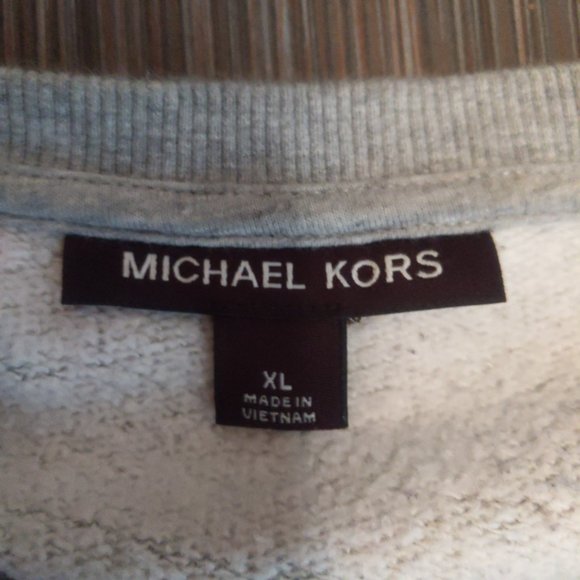 MICHAEL KORS
XL
MADE IN
VIETNAM